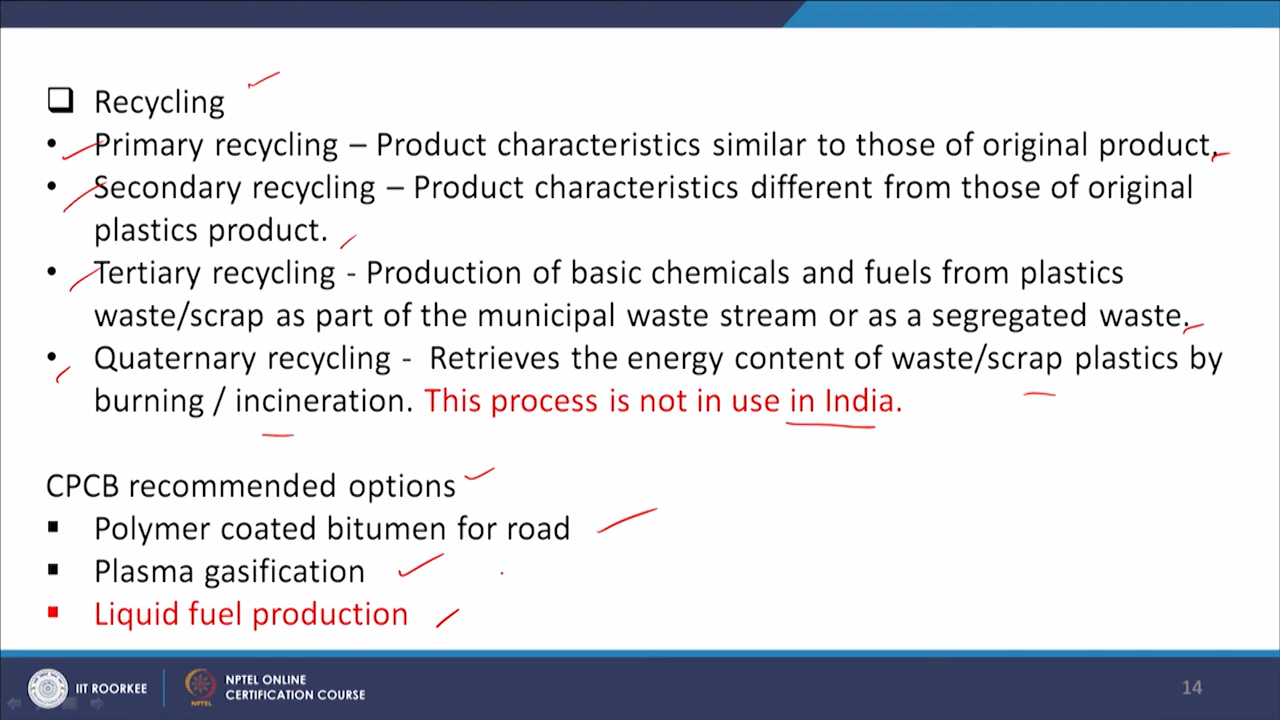 ❑ Recycling
• Primary recycling – Product characteristics similar to those of original product.
• Secondary recycling – Product characteristics different from those of original
plastics product.
• Tertiary recycling - Production of basic chemicals and fuels from plastics
waste/scrap as part of the municipal waste stream or as a segregated waste.
• Quaternary recycling - Retrieves the energy content of waste/scrap plastics by
burning / incineration. This process is not in use in India.
CPCB recommended options
▪ Polymer coated bitumen for road
▪ Plasma gasification
▪ Liquid fuel production
IIT ROORKEE
NPTEL
NPTEL ONLINE
CERTIFICATION COURSE
14